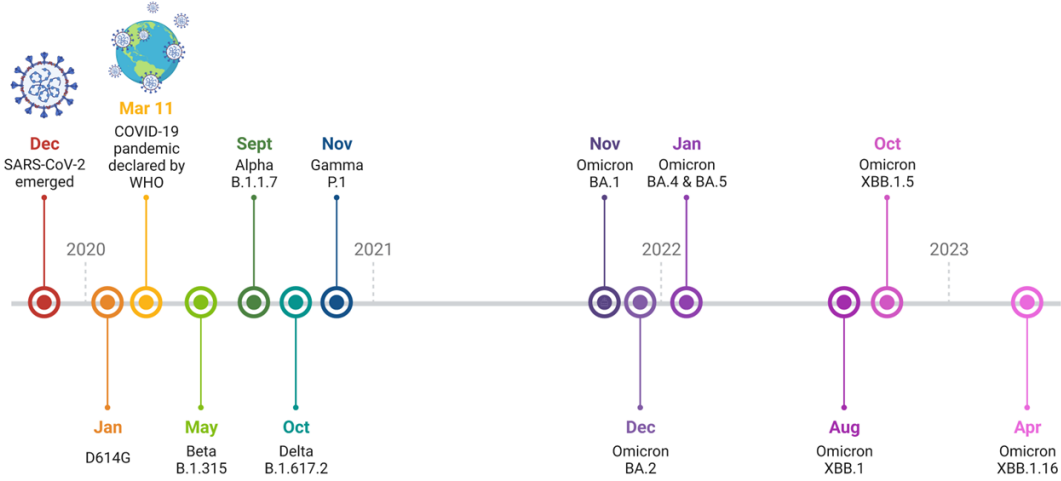 Mar 11
COVID-19
pandemic
declared by
WHO
Dec
SARS-CoV-2
emerged
Sept
Alpha
B.1.1.7
Nov
Gamma
P.1
Nov
Omicron
BA.1
Jan
Omicron
BA.4 & BA.5
Oct
Omicron
XBB.1.5
2020
2021
2022
2023
Jan
D614G
May
Beta
B.1.315
Oct
Delta
B.1.617.2
Dec
Omicron
BA.2
Aug
Omicron
XBB.1
Apr
Omicron
XBB.1.16